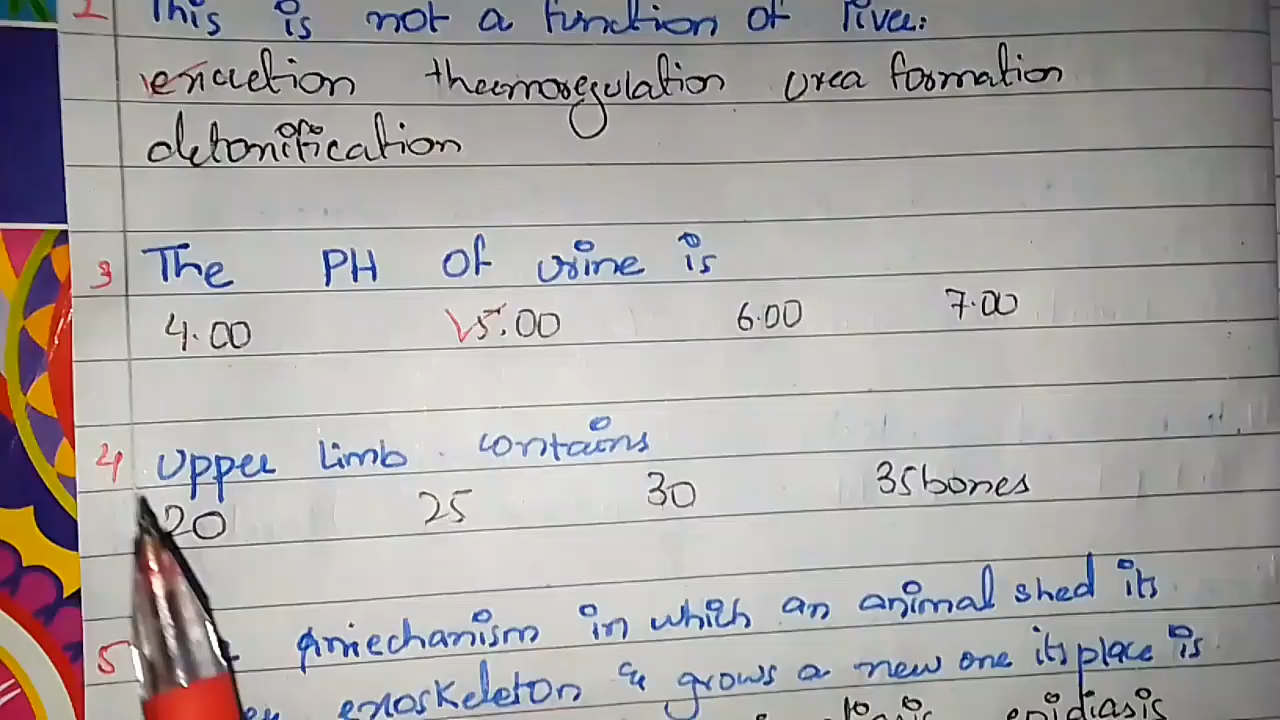 2 This is not a function of liver:
excretion thermoregulation urea formation
detoxification
3 The PH of urine is
4.00 5.00 6.00 7.00
4 Upper limb contains
20 25 30 35 bones
5 mechanism in which an animal shed its
exoskeleton & grows a new one its place is